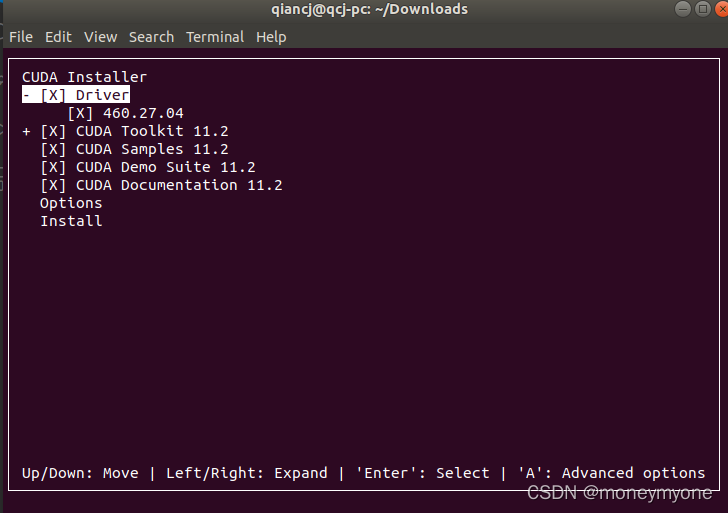 qiancj@qcj-pc: ~/Downloads
File Edit View Search Terminal Help
CUDA Installer
- [X] Driver
[X] 460.27.04
+ [X] CUDA Toolkit 11.2
[X] CUDA Samples 11.2
[X] CUDA Demo Suite 11.2
[X] CUDA Documentation 11.2
Options
Install
Up/Down: Move | Left/Right: Expand | 'Enter': Select | 'A': Advanced options
CSDN @moneymyone